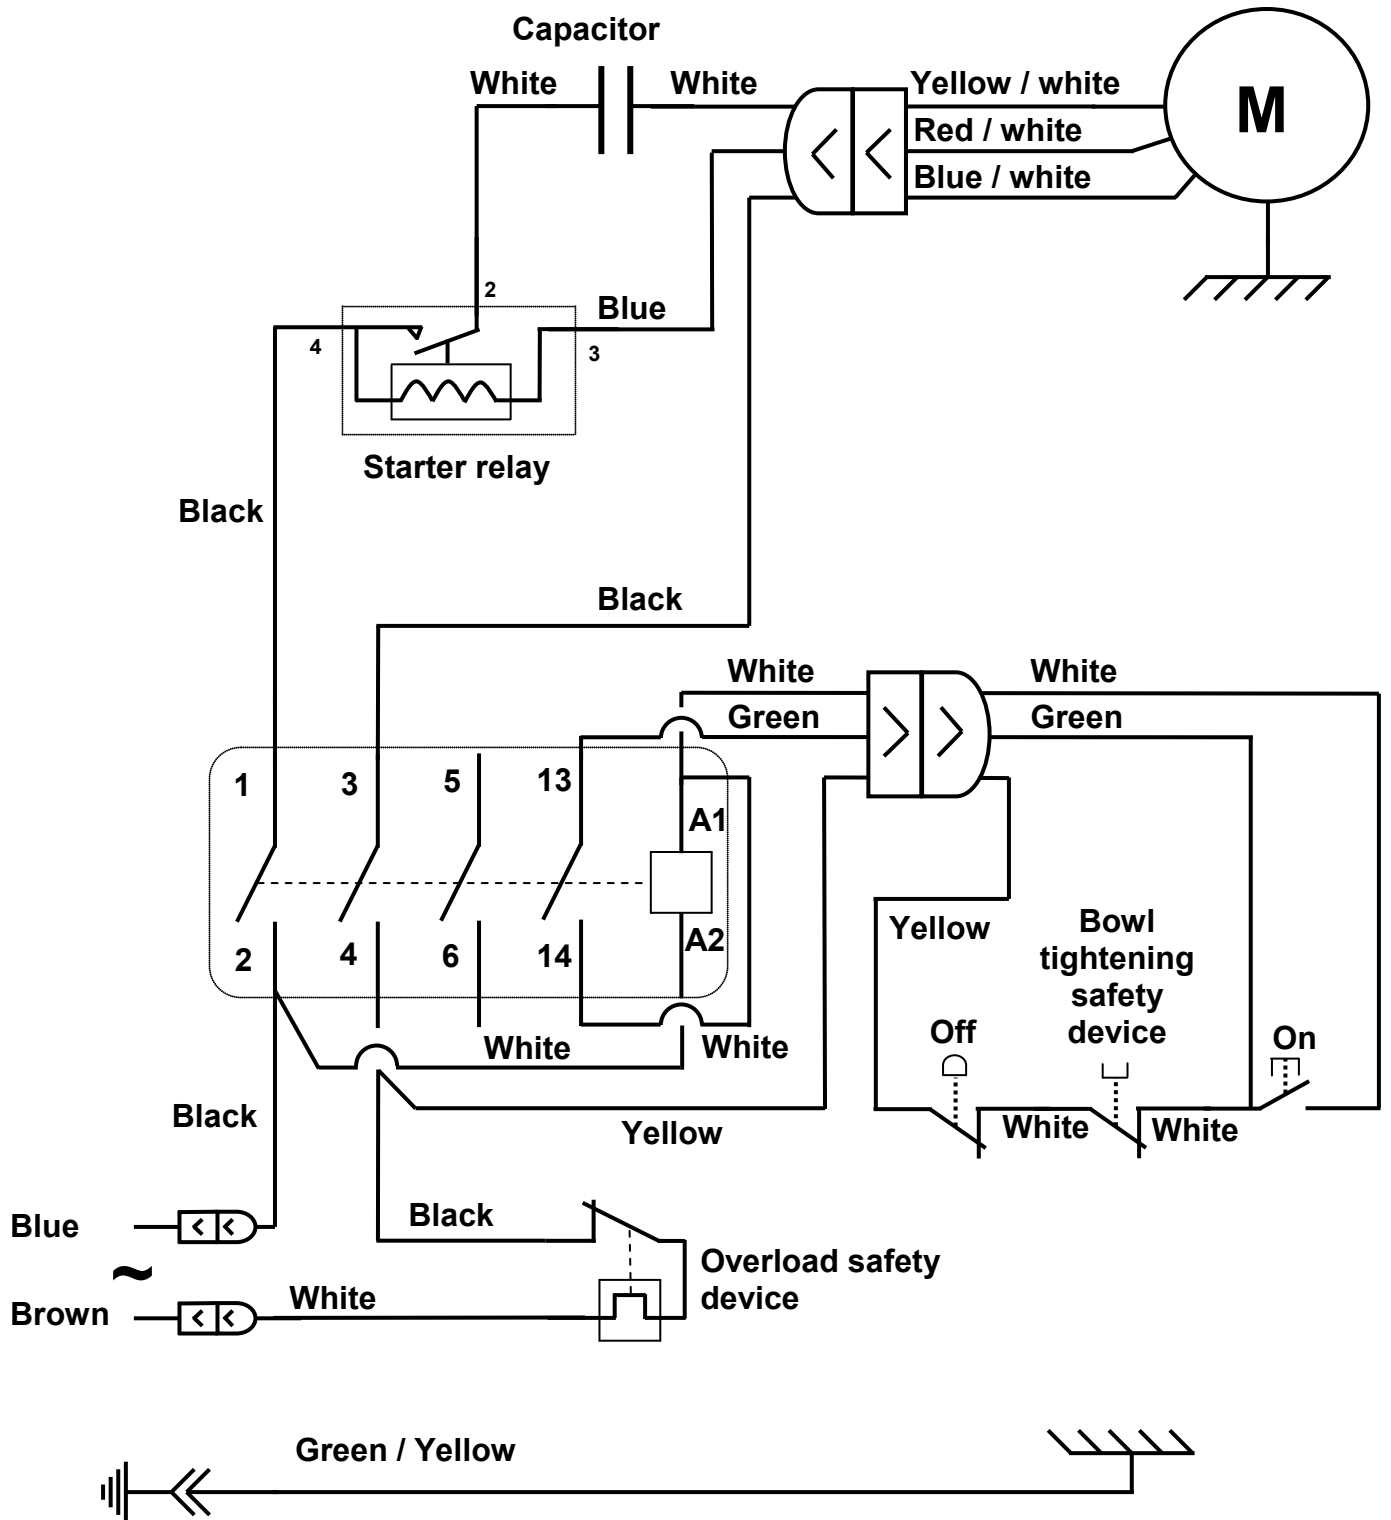 Capacitor
White
White
Yellow / white
Red / white
Blue / white
M
2
Blue
4
3
Starter relay
Black
Black
White
White
Green
Green
1
3
5
13
A1
2
4
6
14
A2
Yellow
Bowl
tightening
safety
device
Off
On
White
White
Black
Yellow
White
White
Blue
Black
Overload safety
device
~
Brown
White
Green / Yellow